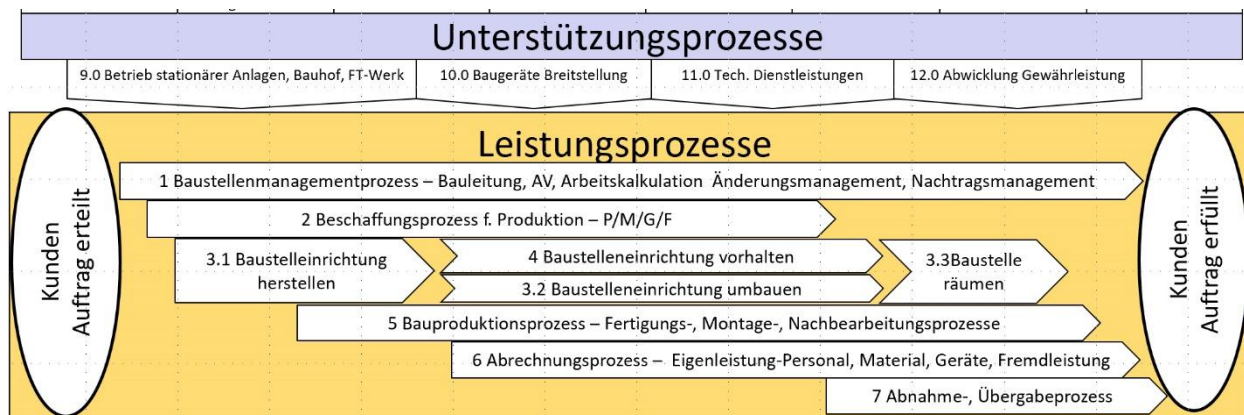 Unterstützungsprozesse
9.0 Betrieb stationärer Anlagen, Bauhof, FT-Werk
10.0 Baugeräte Breitstellung
11.0 Tech. Dienstleistungen
12.0 Abwicklung Gewährleistung
Leistungsprozesse
Kunden
Auftrag erteilt
1 Baustellenmanagementprozess – Bauleitung, AV, Arbeitskalkulation Änderungsmanagement, Nachtragsmanagement
2 Beschaffungsprozess f. Produktion – P/M/G/F
3.1 Baustelleinrichtung
herstellen
4 Baustelleneinrichtung vorhalten
3.2 Baustelleneinrichtung umbauen
3.3Baustelle
räumen
5 Bauproduktionsprozess – Fertigungs-, Montage-, Nachbearbeitungsprozesse
6 Abrechnungsprozess – Eigenleistung-Personal, Material, Geräte, Fremdleistung
7 Abnahme-, Übergabeprozess
Kunden
Auftrag erfüllt